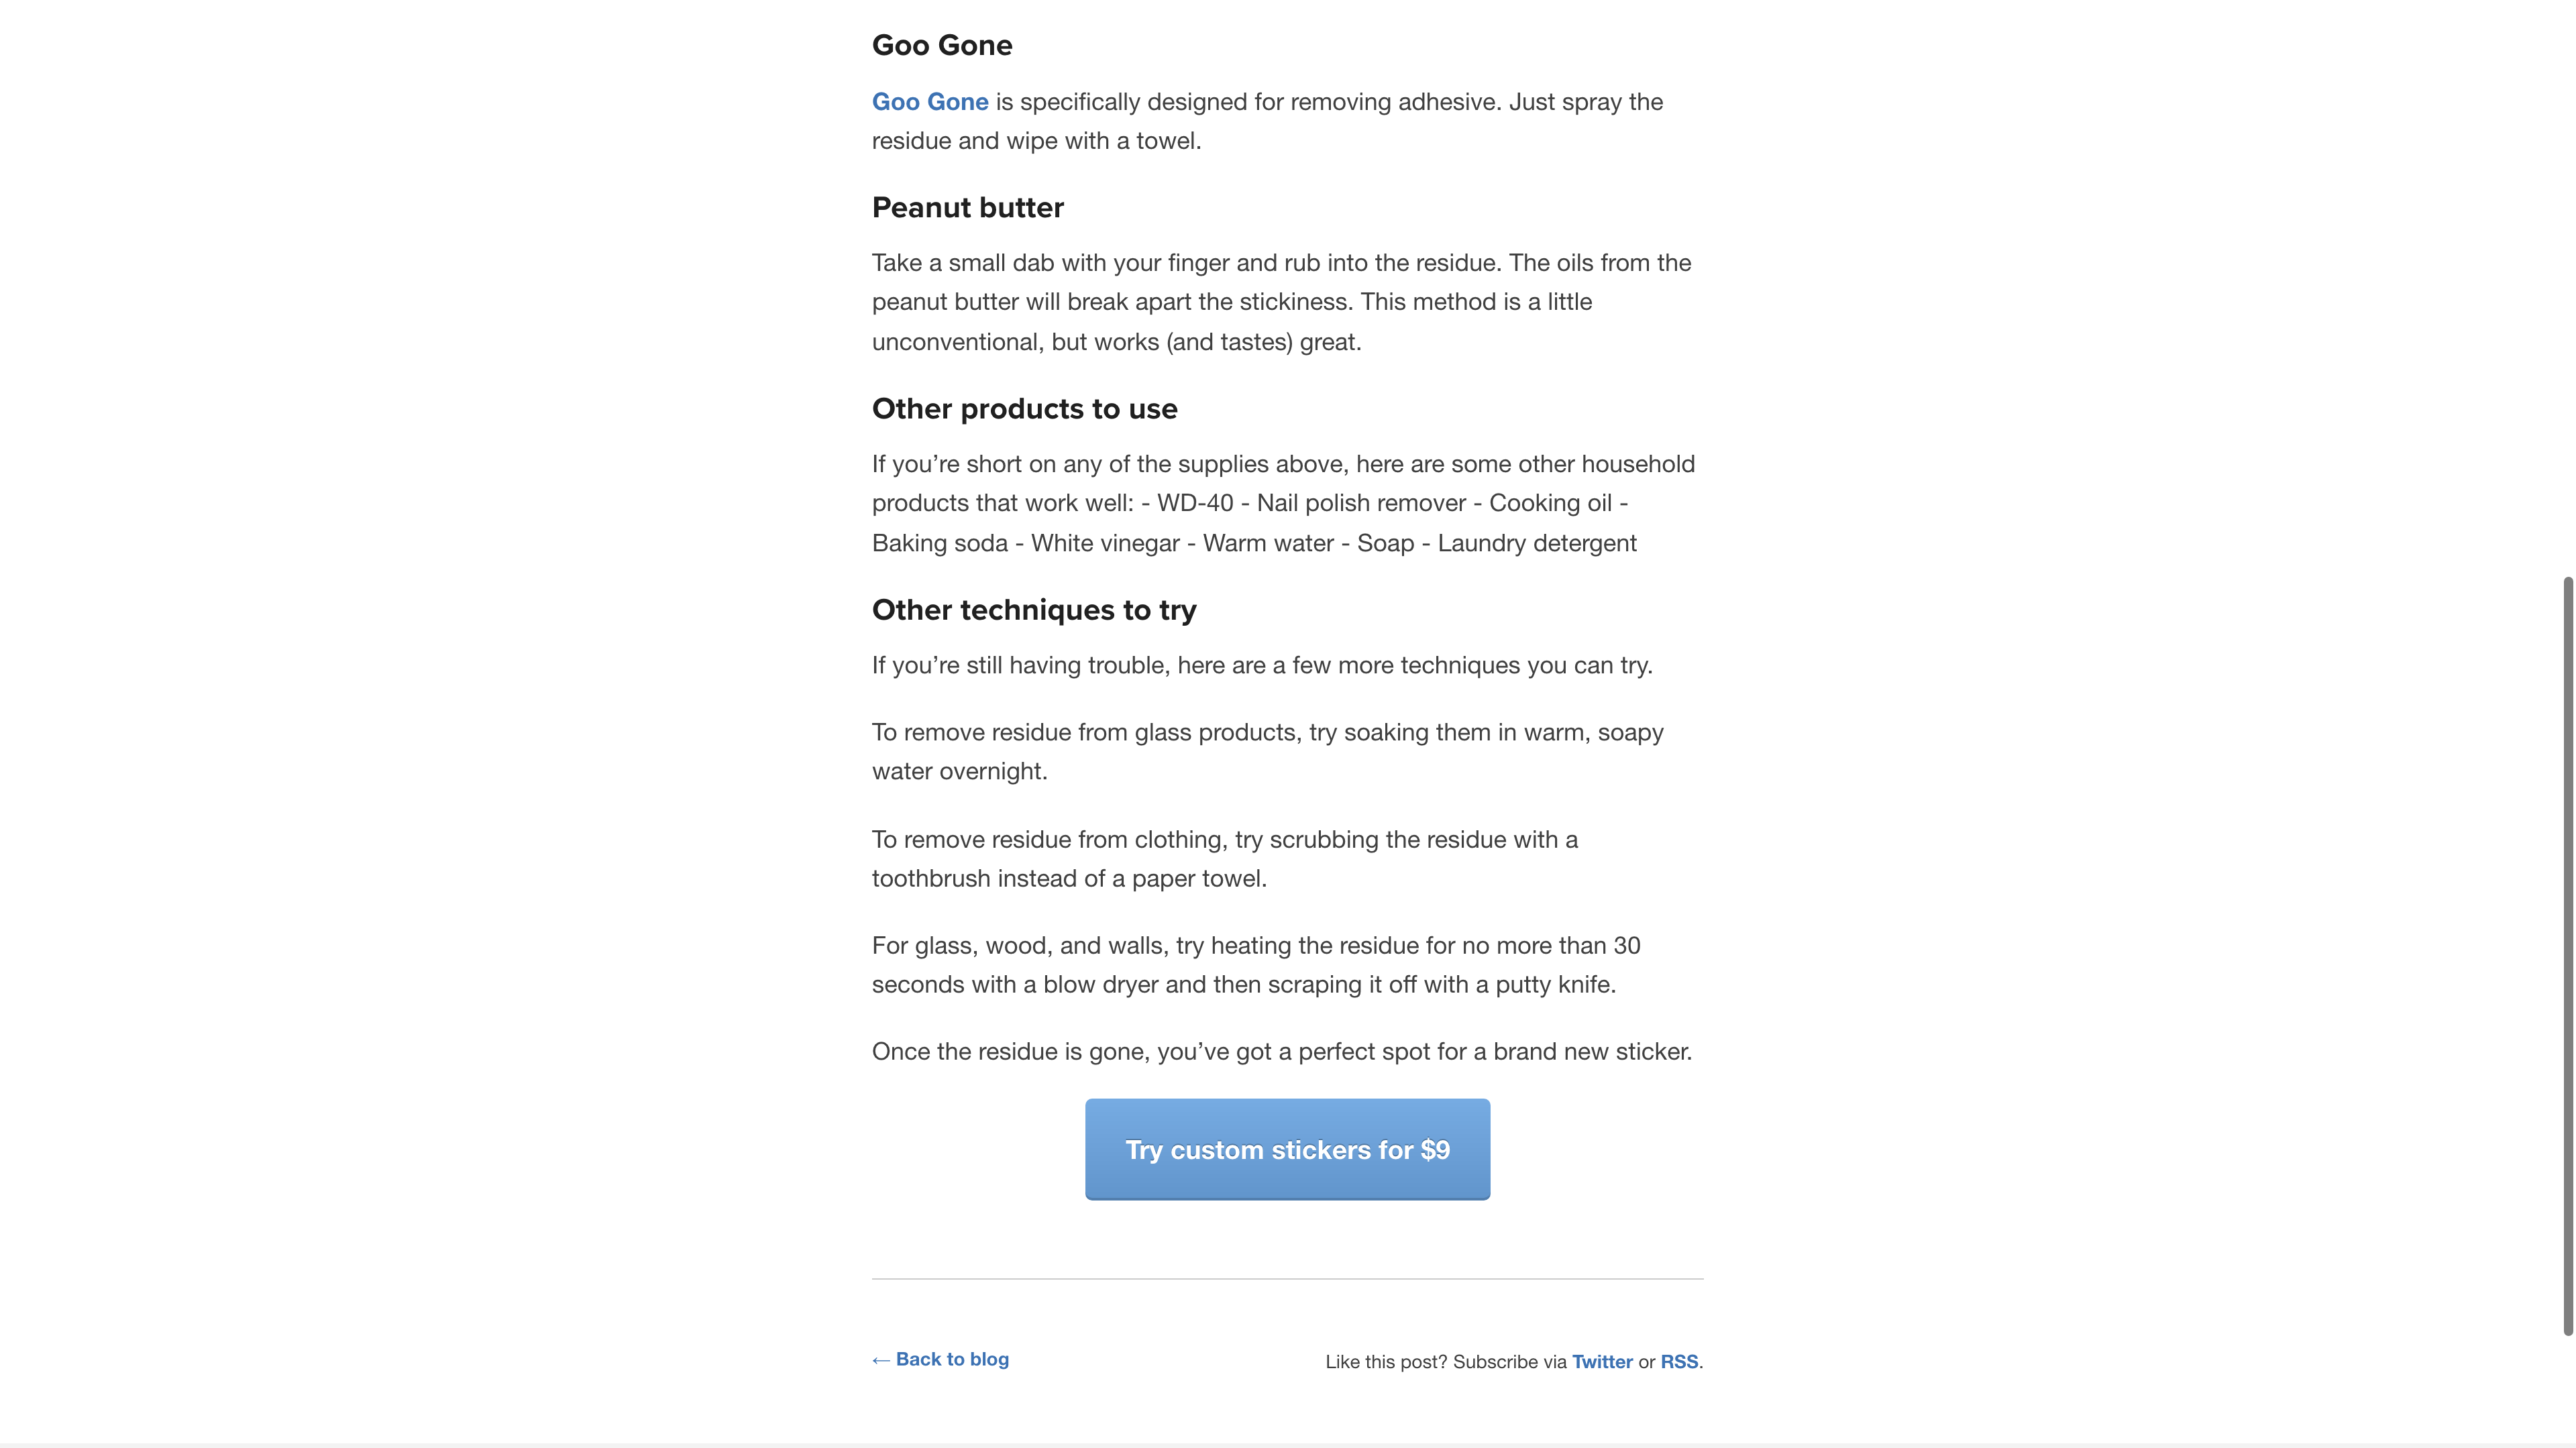 Goo Gone
Goo Gone is specifically designed for removing adhesive. Just spray the
residue and wipe with a towel.
Peanut butter
Take a small dab with your finger and rub into the residue. The oils from the
peanut butter will break apart the stickiness. This method is a little
unconventional, but works (and tastes) great.
Other products to use
If you’re short on any of the supplies above, here are some other household
products that work well: - WD-40 - Nail polish remover - Cooking oil -
Baking soda - White vinegar - Warm water - Soap - Laundry detergent
Other techniques to try
If you’re still having trouble, here are a few more techniques you can try.
To remove residue from glass products, try soaking them in warm, soapy
water overnight.
To remove residue from clothing, try scrubbing the residue with a
toothbrush instead of a paper towel.
For glass, wood, and walls, try heating the residue for no more than 30
seconds with a blow dryer and then scraping it off with a putty knife.
Once the residue is gone, you’ve got a perfect spot for a brand new sticker.
Try custom stickers for $9
← Back to blog
Like this post? Subscribe via Twitter or RSS.